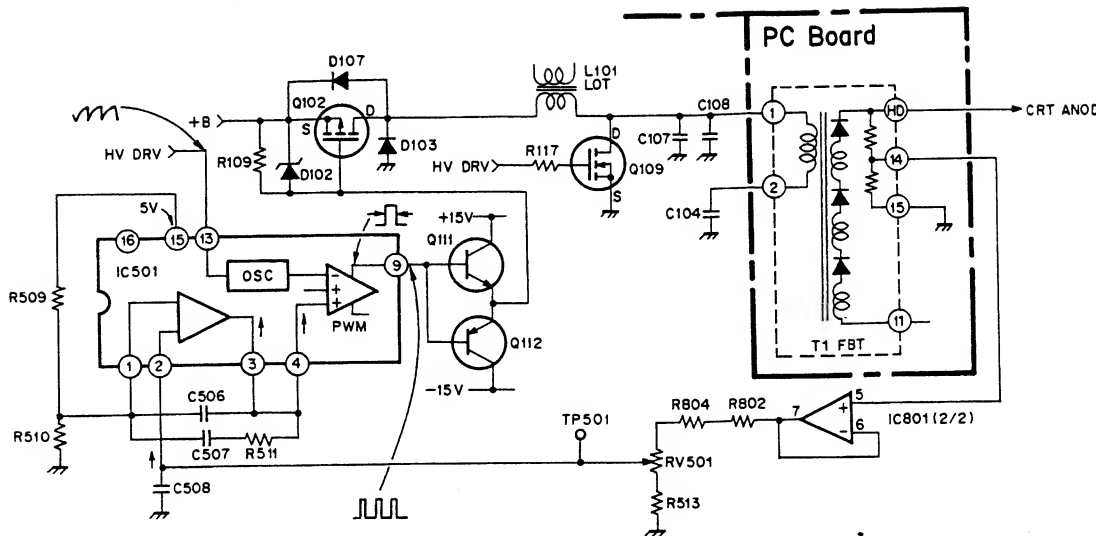 PC Board
D107
L101
LOT
Q102
D
S
+B
HV DRV
R109
D102
D103
HV DRV
R117
D
Q109
S
C107
C108
C104
1
2
HD
CRT ANOD
14
15
11
T1 FBT
5V
16
15
13
IC501
OSC
PWM
9
1
2
3
4
R509
R510
C506
C507
R511
C508
+15V
Q111
Q112
-15V
TP501
RV501
R513
R804
R802
7
5
6
IC801(2/2)